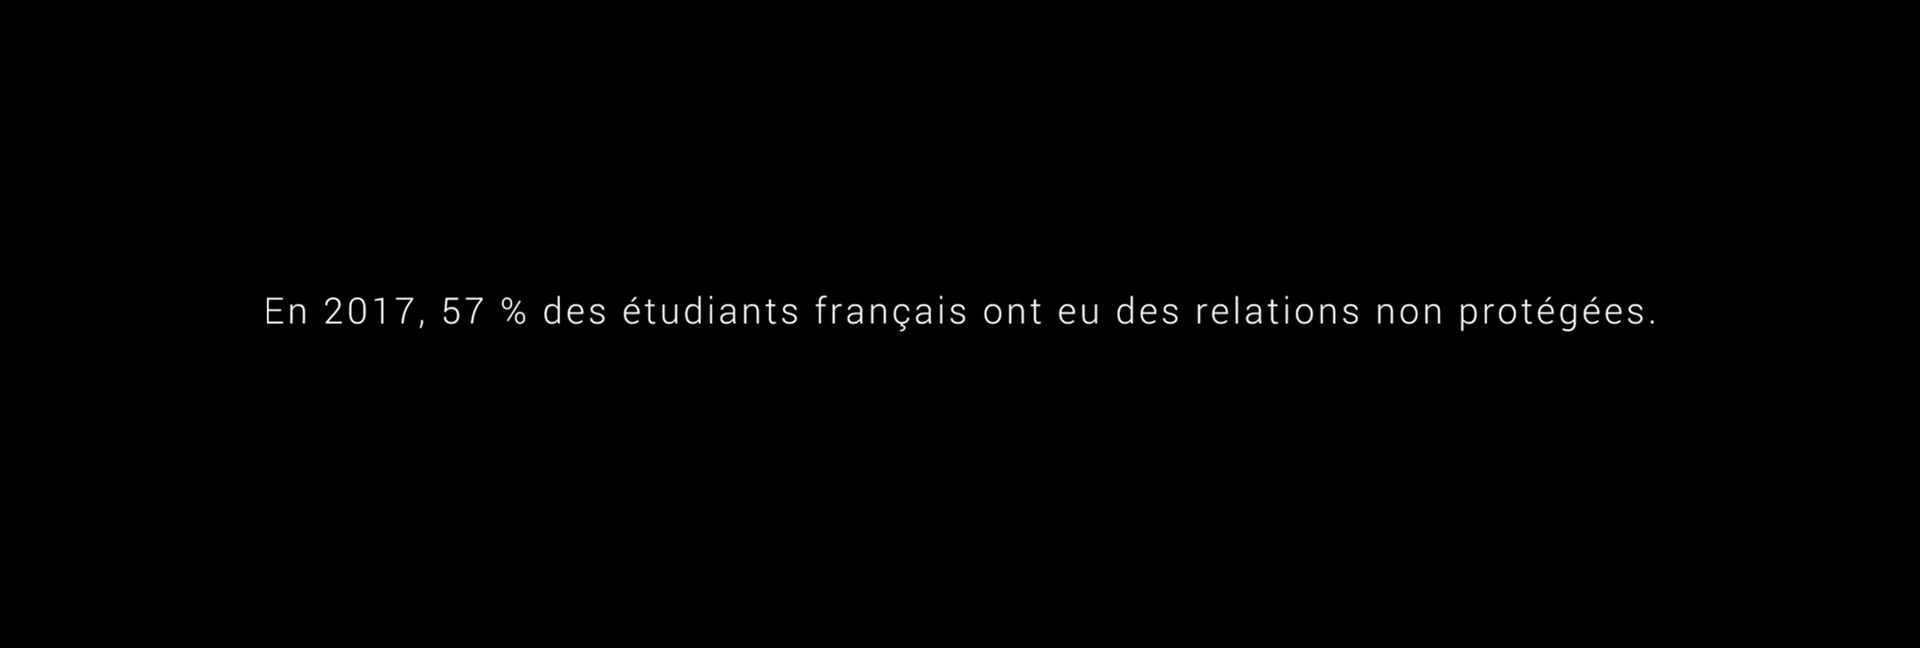 En 2017, 57 % des étudiants français ont eu des relations non protégées.